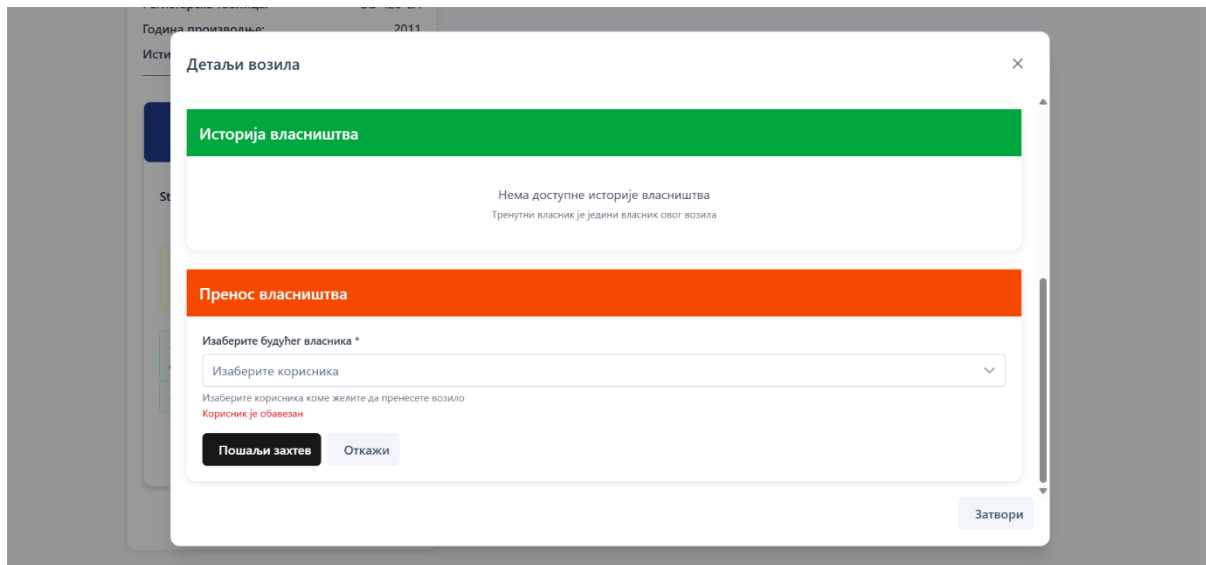 Година производње: 2011
Исти
Детаљи возила
Историја власништва
Нема доступне историје власништва
Тренутни власник је једини власник овог возила
St
Пренос власништва
Изаберите будућег власника *
Изаберите корисника
Изаберите корисника коме желите да пренесете возило
Корисник је обавезан
Пошаљи захтев Откажи
Затвори